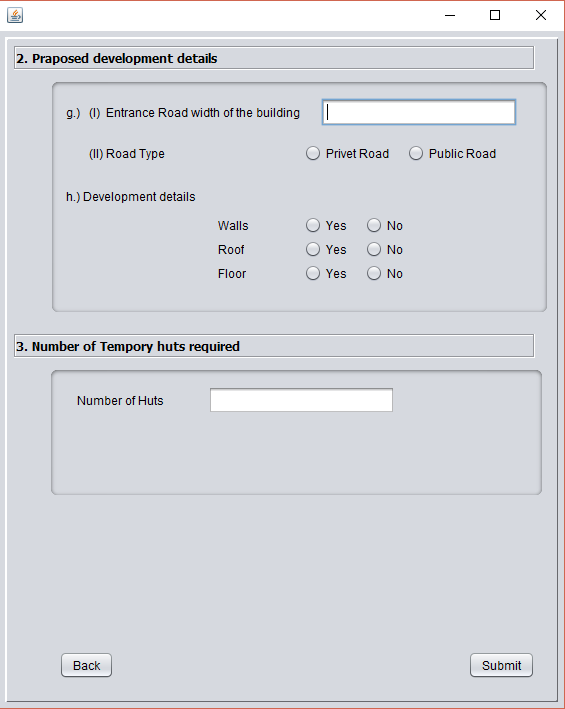 2. Praposed development details
g.) (I) Entrance Road width of the building
(II) Road Type Privet Road Public Road
h.) Development details
Walls Yes No
Roof Yes No
Floor Yes No
3. Number of Tempory huts required
Number of Huts
Back Submit